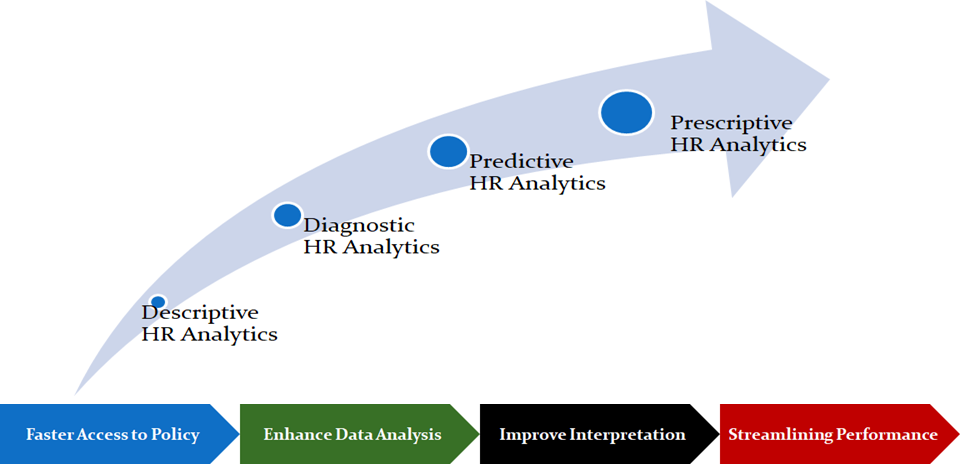 Prescriptive
HR Analytics
Predictive
HR Analytics
Diagnostic
HR Analytics
Descriptive
HR Analytics
Faster Access to Policy
Enhance Data Analysis
Improve Interpretation
Streamlining Performance